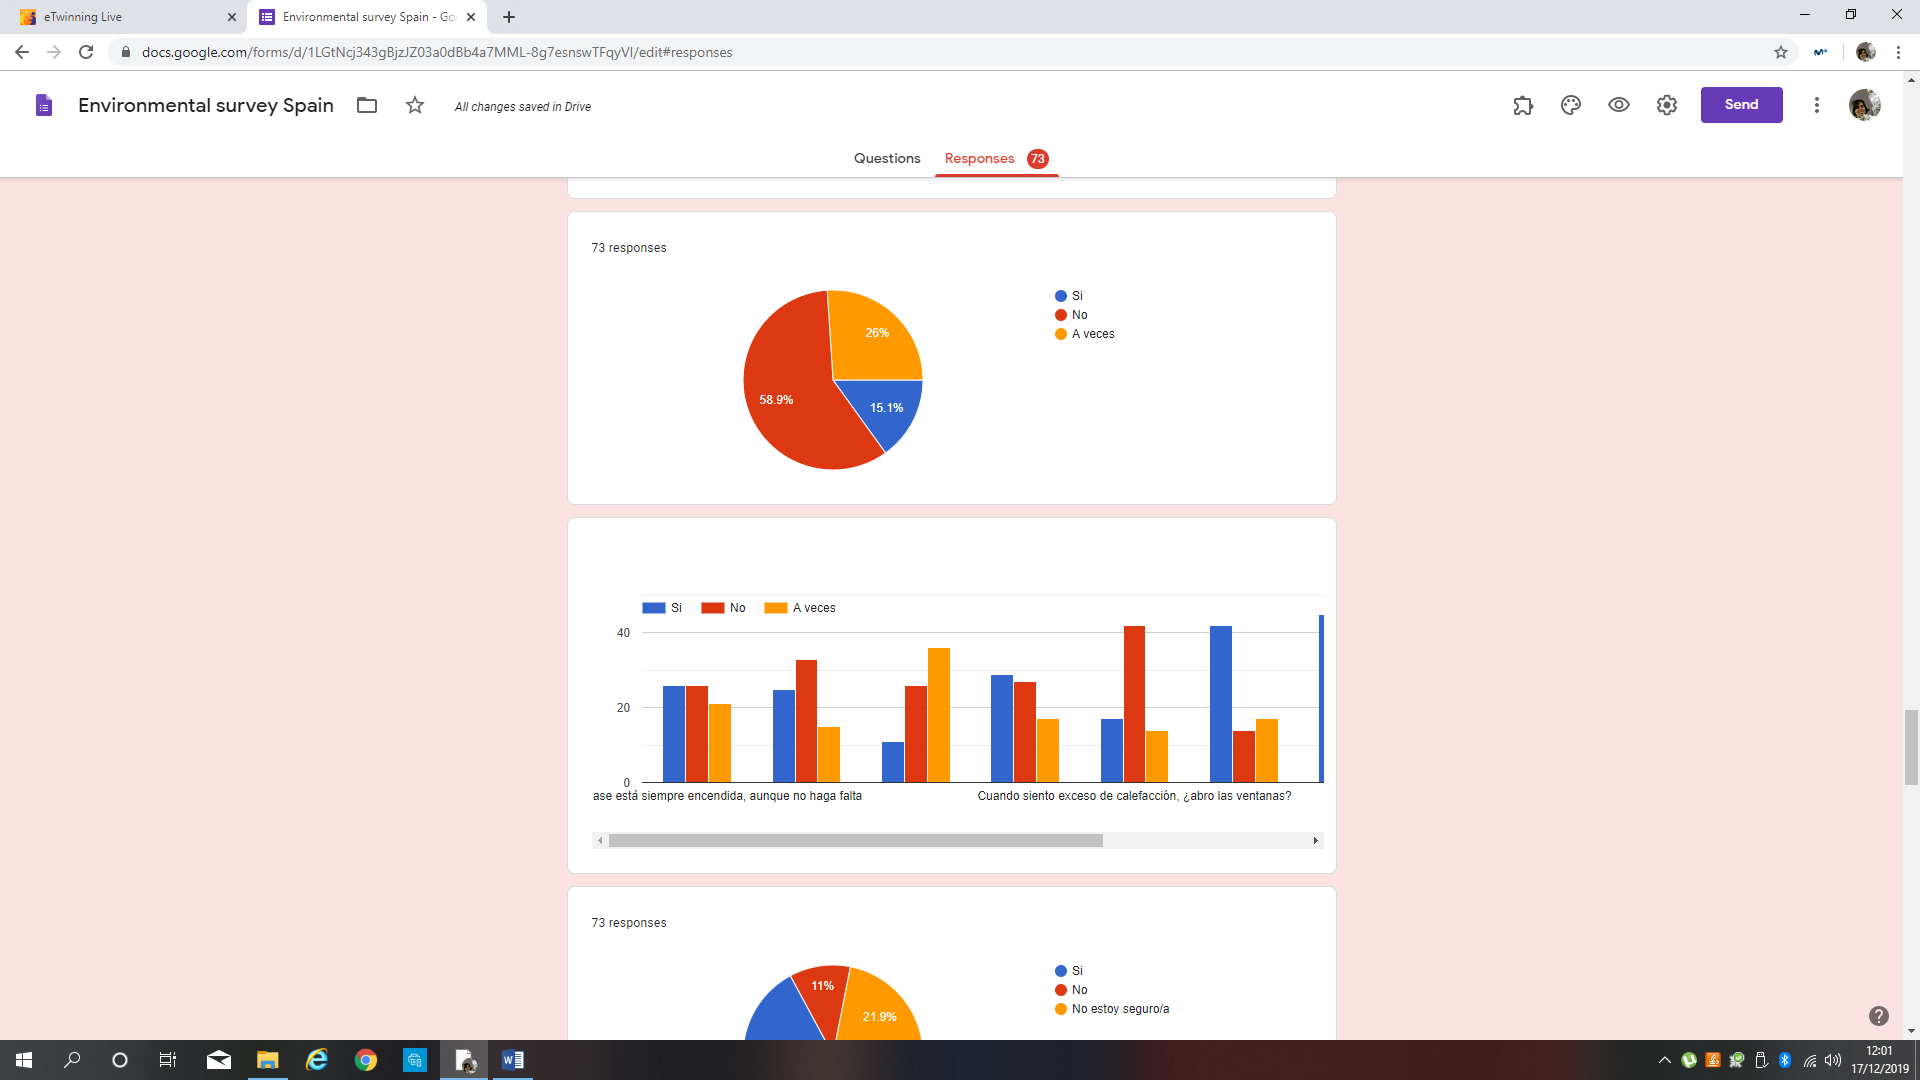 eTwinning Live
Environmental survey Spain - Go
docs.google.com/forms/d/1LGtNcj343gBjzJZ03a0dBb4a7MML-8g7esnswTFqyVI/edit#responses
Environmental survey Spain
All changes saved in Drive
Send
Questions
Responses 73
73 responses
Si
No
A veces
26%
58.9%
15.1%
Si No A veces
40
20
0
ase está siempre encendida, aunque no haga falta
Cuando siento exceso de calefacción, ¿abro las ventanas?
73 responses
Si
No
No estoy seguro/a
11%
21.9%
12:01
17/12/2019